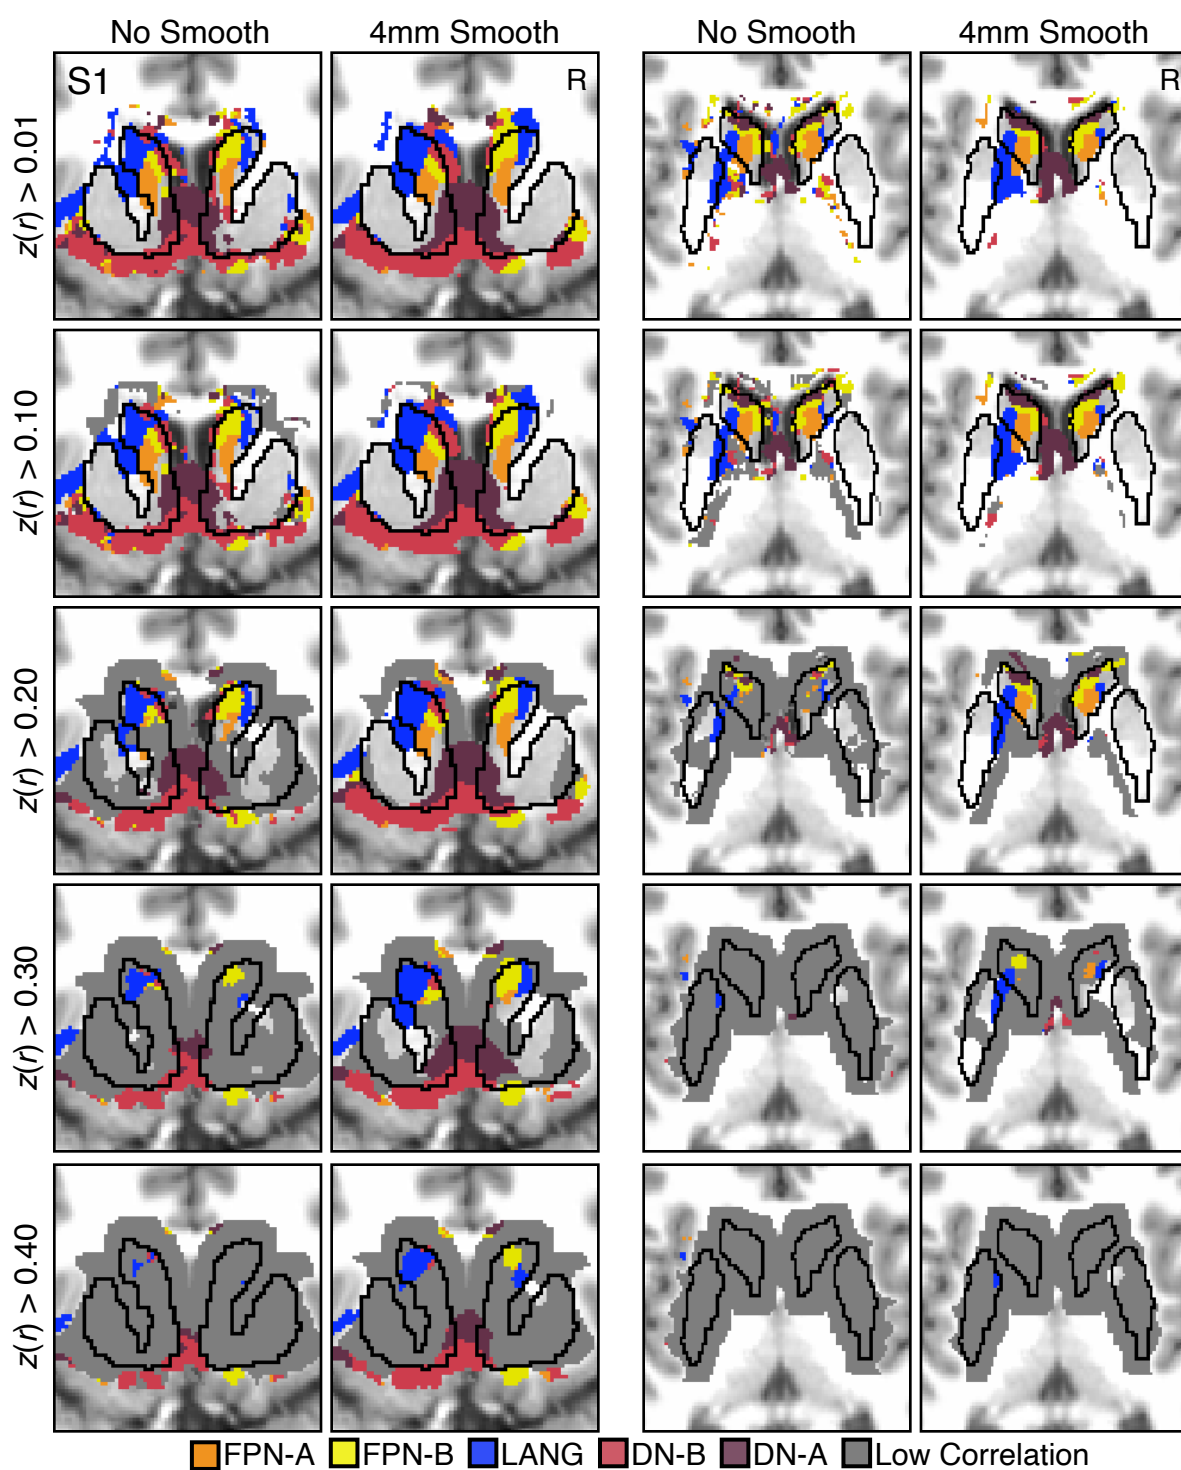 No Smooth 4mm Smooth No Smooth 4mm Smooth
S1 R R
z(r) > 0.01
z(r) > 0.10
z(r) > 0.20
z(r) > 0.30
z(r) > 0.40
FPN-A FPN-B LANG DN-B DN-A Low Correlation